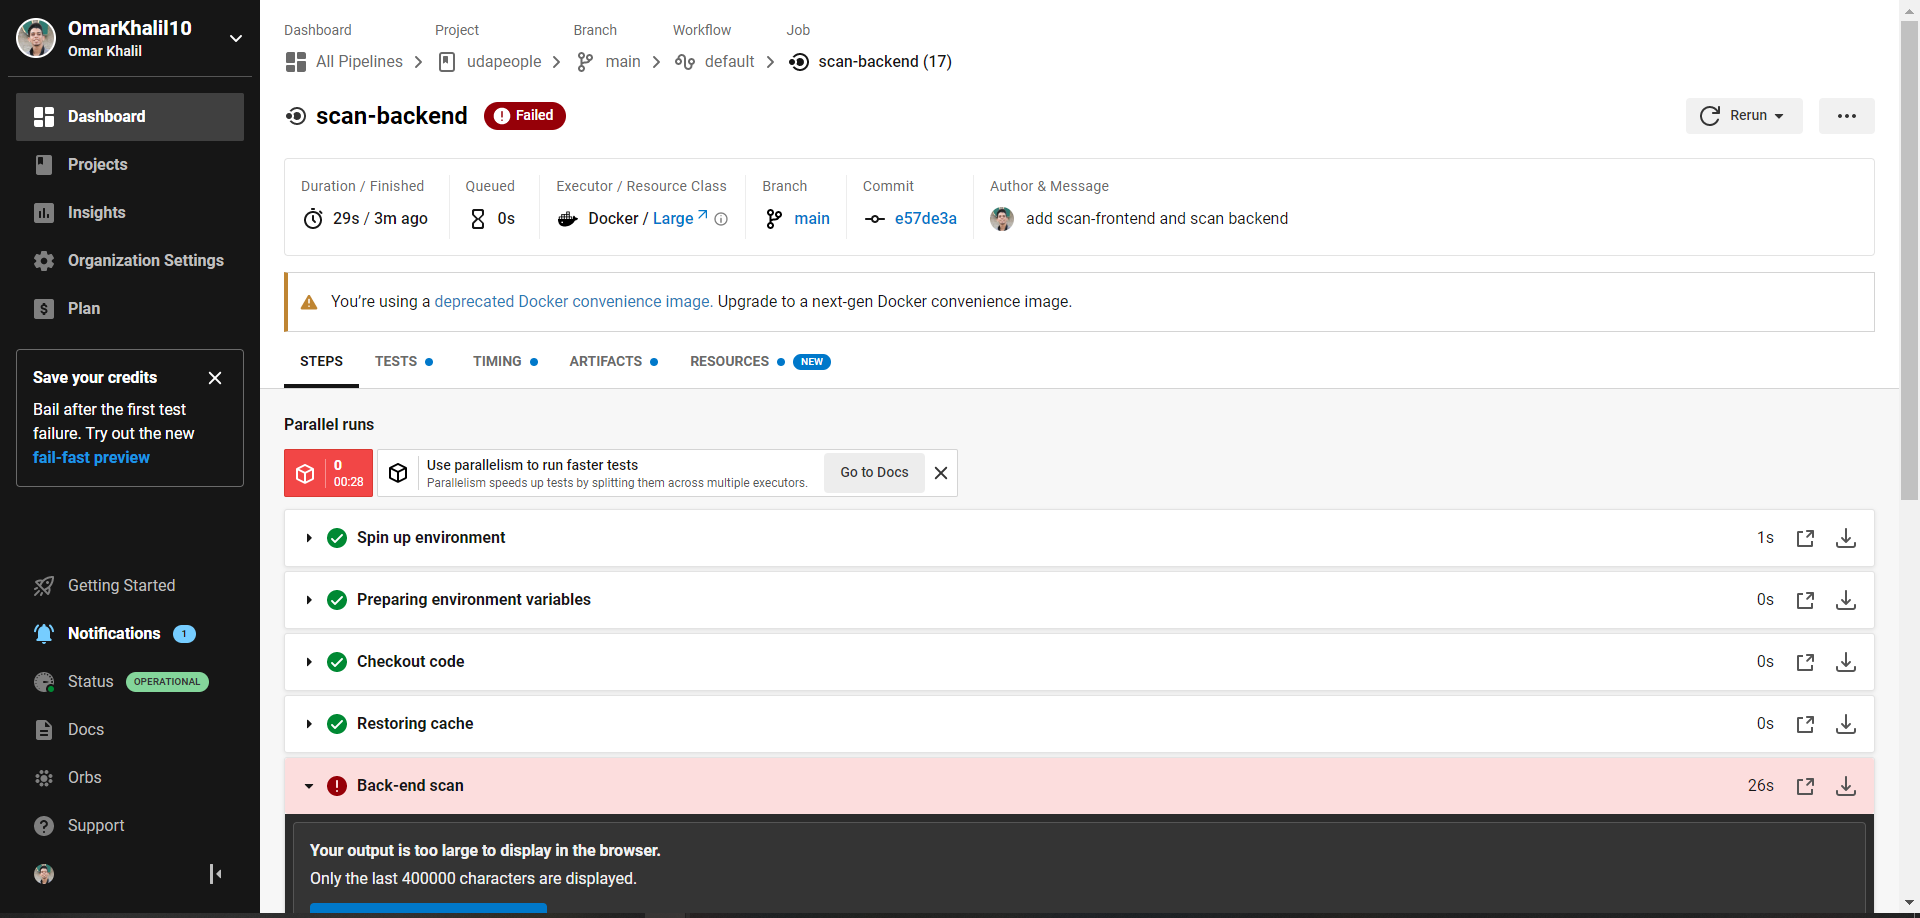 OmarKhalil10
Omar Khalil
Dashboard
Projects
Insights
Organization Settings
Plan
Save your credits
Bail after the first test
failure. Try out the new
fail-fast preview
Getting Started
Notifications 1
Status OPERATIONAL
Docs
Orbs
Support
Dashboard Project Branch Workflow Job
All Pipelines udapeople main default scan-backend (17)
scan-backend Failed
Rerun
Duration / Finished Queued Executor / Resource Class Branch Commit Author & Message
29s / 3m ago 0s Docker / Large main e57de3a add scan-frontend and scan backend
You’re using a deprecated Docker convenience image. Upgrade to a next-gen Docker convenience image.
STEPS TESTS TIMING ARTIFACTS RESOURCES NEW
Parallel runs
0
00:28
Use parallelism to run faster tests
Parallelism speeds up tests by splitting them across multiple executors.
Go to Docs
Spin up environment 1s
Preparing environment variables 0s
Checkout code 0s
Restoring cache 0s
Back-end scan 26s
Your output is too large to display in the browser.
Only the last 400000 characters are displayed.